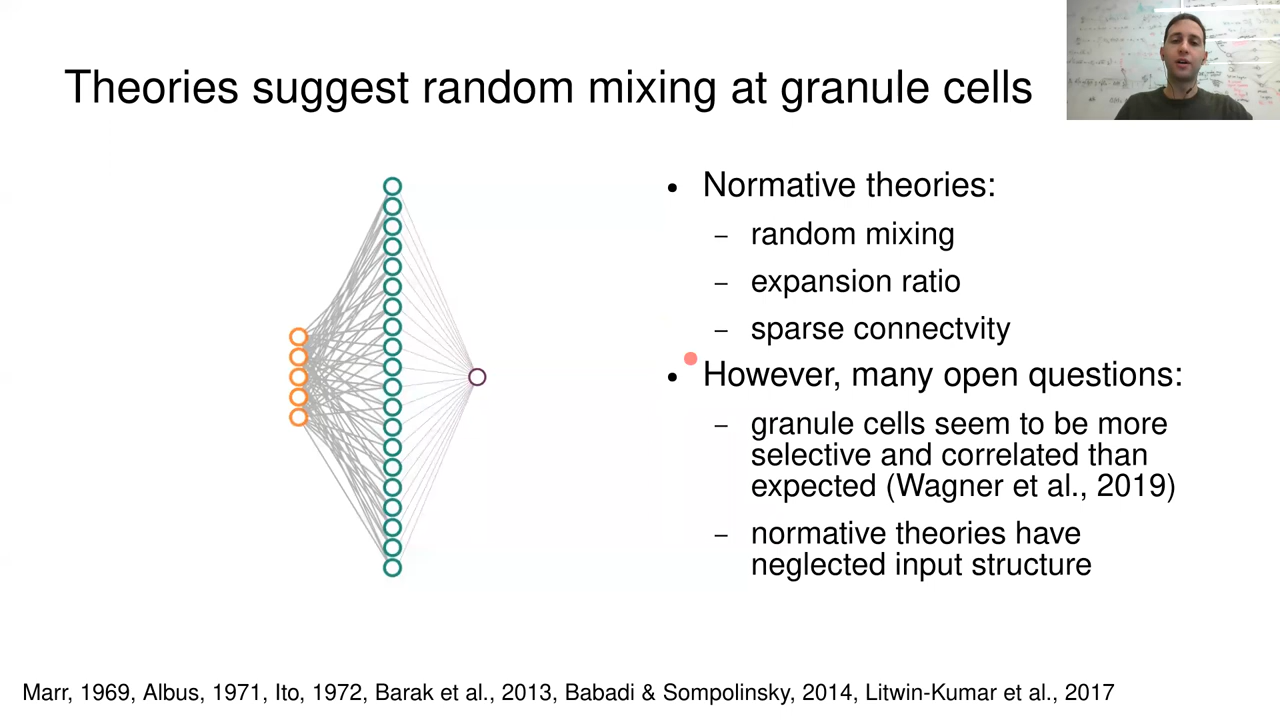 Theories suggest random mixing at granule cells
• Normative theories:
– random mixing
– expansion ratio
– sparse connectvity
• However, many open questions:
– granule cells seem to be more
selective and correlated than
expected (Wagner et al., 2019)
– normative theories have
neglected input structure
Marr, 1969, Albus, 1971, Ito, 1972, Barak et al., 2013, Babadi & Sompolinsky, 2014, Litwin-Kumar et al., 2017